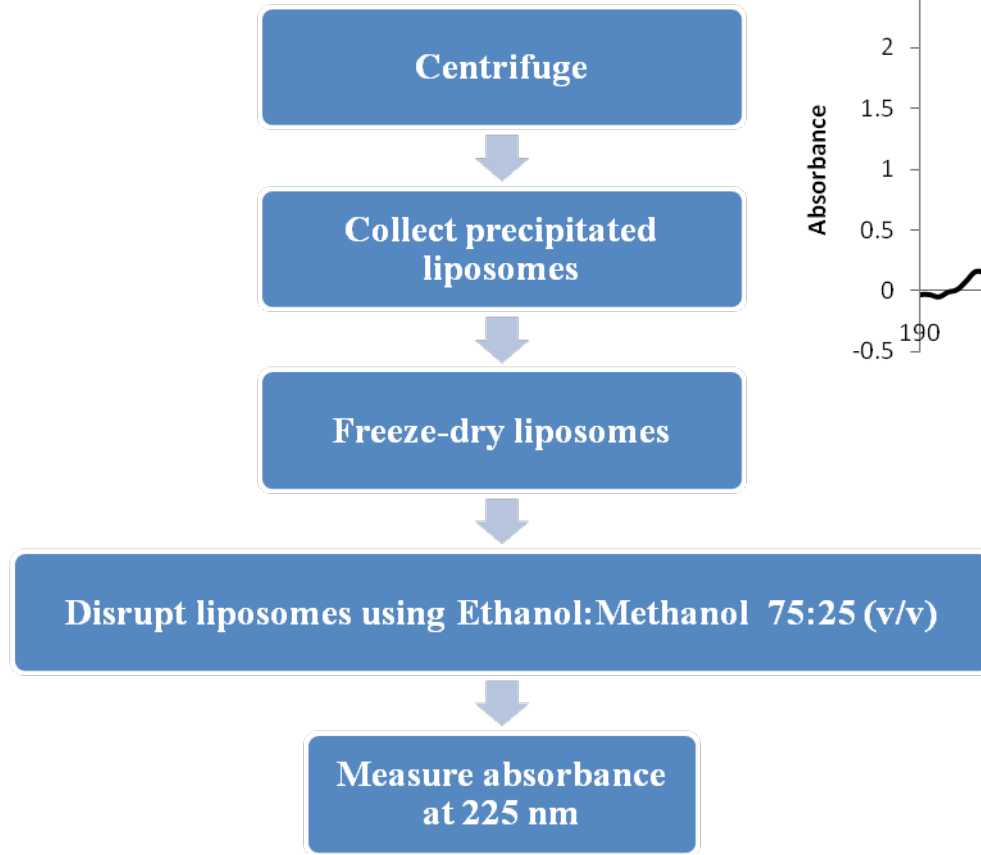 Centrifuge
Collect precipitated
liposomes
Freeze-dry liposomes
Disrupt liposomes using Ethanol:Methanol 75:25 (v/v)
Measure absorbance
at 225 nm
Absorbance
2
1.5
1
0.5
0
-0.5
190